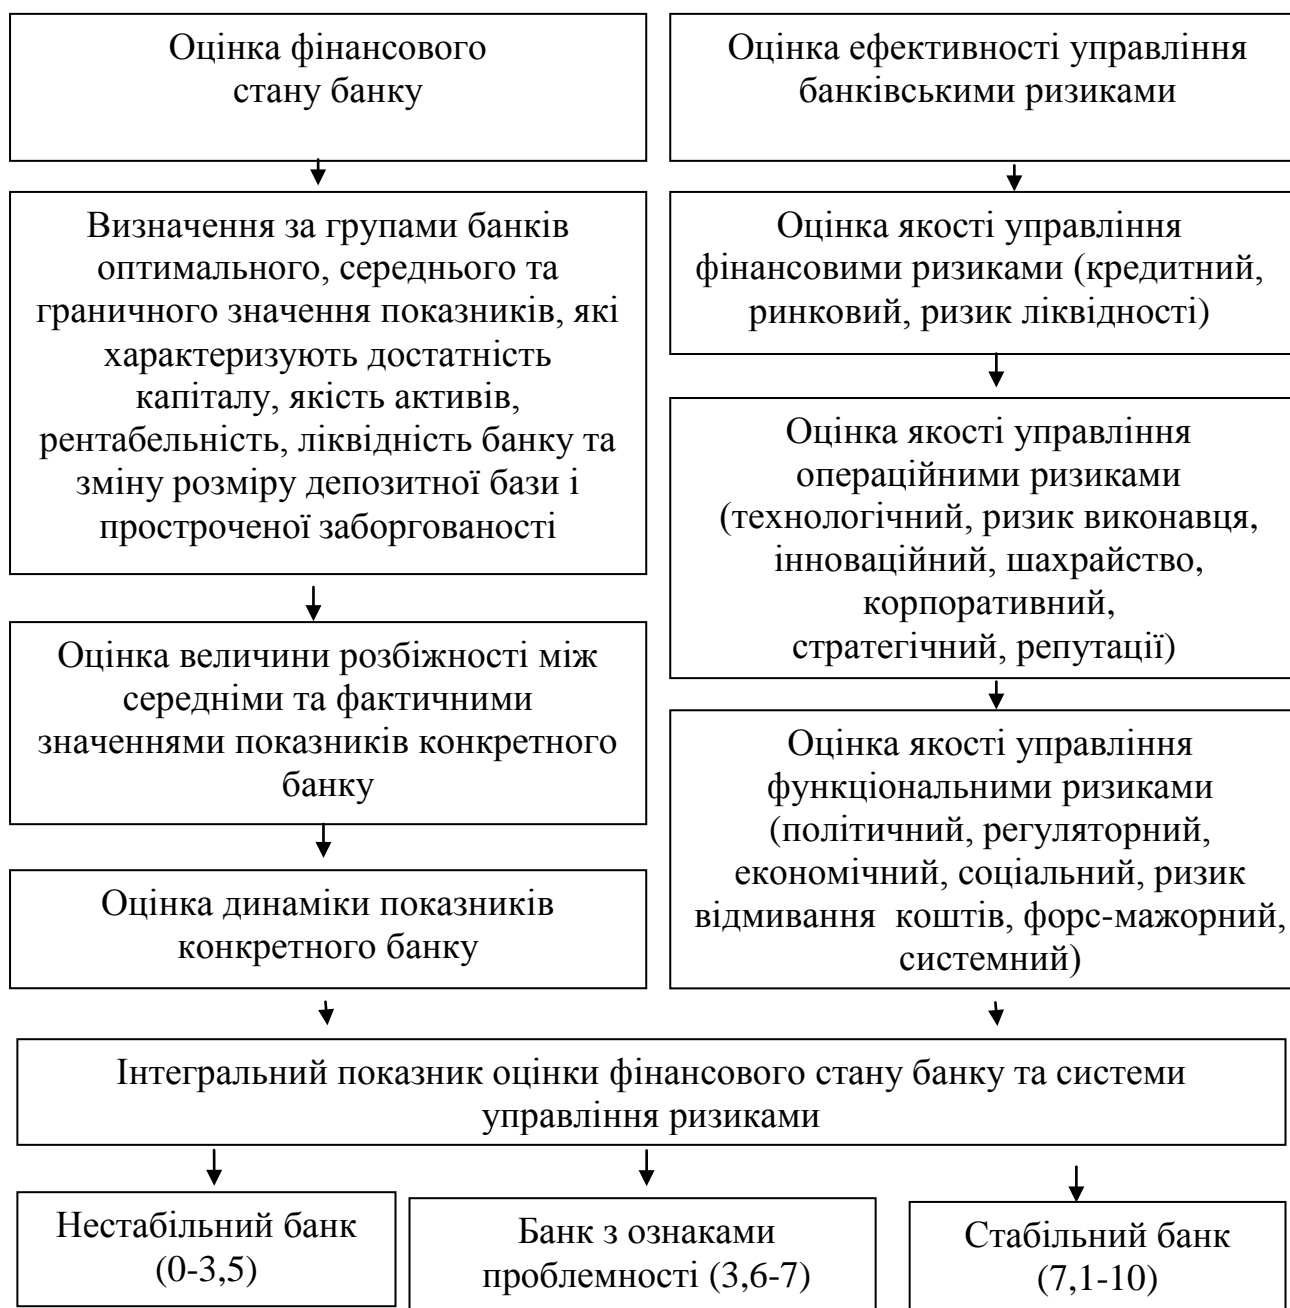 Оцінка фінансового
стану банку
Визначення за групами банків
оптимального, середнього та
граничного значення показників, які
характеризують достатність
капіталу, якість активів,
рентабельність, ліквідність банку та
зміну розміру депозитної бази і
простроченої заборгованості
Оцінка величини розбіжності між
середніми та фактичними
значеннями показників конкретного
банку
Оцінка динаміки показників
конкретного банку
Оцінка ефективності управління
банківськими ризиками
Оцінка якості управління
фінансовими ризиками (кредитний,
ринковий, ризик ліквідності)
Оцінка якості управління
операційними ризиками
(технологічний, ризик виконавця,
інноваційний, шахрайство,
корпоративний,
стратегічний, репутації)
Оцінка якості управління
функціональними ризиками
(політичний, регуляторний,
економічний, соціальний, ризик
відмивання коштів, форс-мажорний,
системний)
Інтегральний показник оцінки фінансового стану банку та системи
управління ризиками
Нестабільний банк
(0-3,5)
Банк з ознаками
проблемності (3,6-7)
Стабільний банк
(7,1-10)